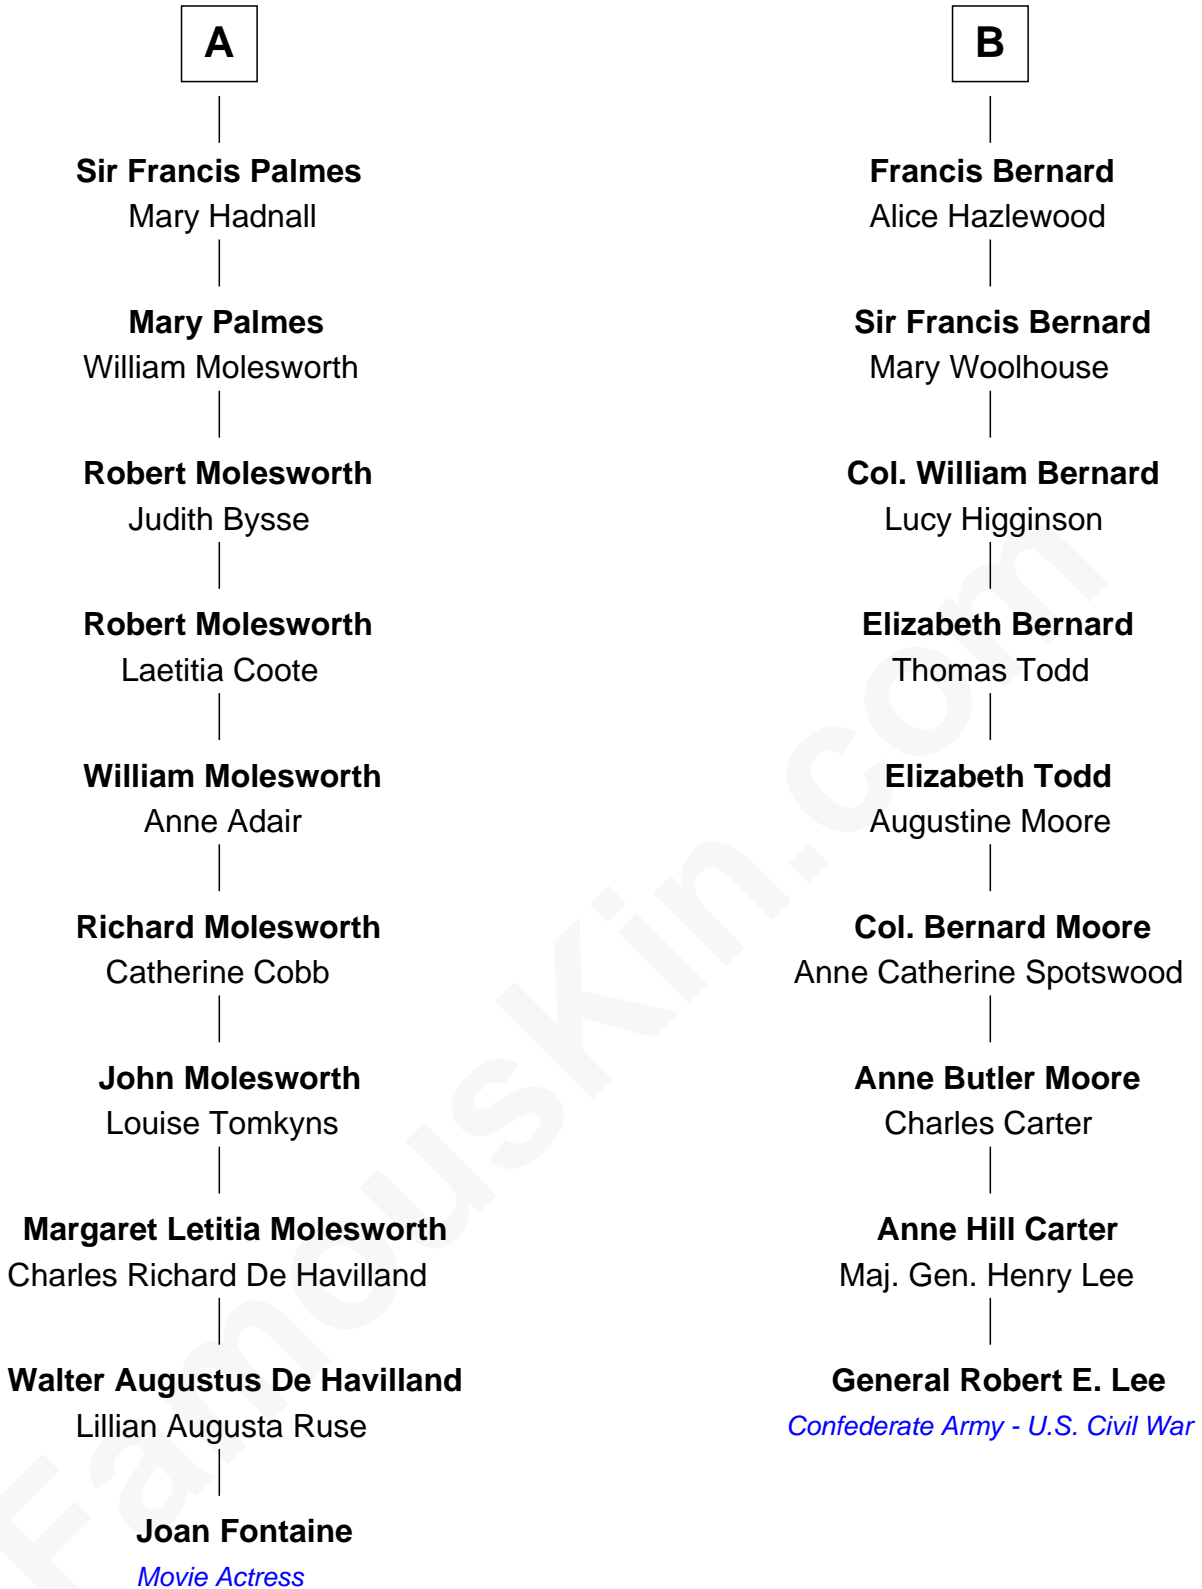 A
Sir Francis Palmes
Mary Hadnall
Mary Palmes
William Molesworth
Robert Molesworth
Judith Bysse
Robert Molesworth
Laetitia Coote
William Molesworth
Anne Adair
Richard Molesworth
Catherine Cobb
John Molesworth
Louise Tomkyns
Margaret Letitia Molesworth
Charles Richard De Havilland
Walter Augustus De Havilland
Lillian Augusta Ruse
Joan Fontaine
Movie Actress
B
Francis Bernard
Alice Hazlewood
Sir Francis Bernard
Mary Woolhouse
Col. William Bernard
Lucy Higginson
Elizabeth Bernard
Thomas Todd
Elizabeth Todd
Augustine Moore
Col. Bernard Moore
Anne Catherine Spotswood
Anne Butler Moore
Charles Carter
Anne Hill Carter
Maj. Gen. Henry Lee
General Robert E. Lee
Confederate Army - U.S. Civil War
FamousKin.com